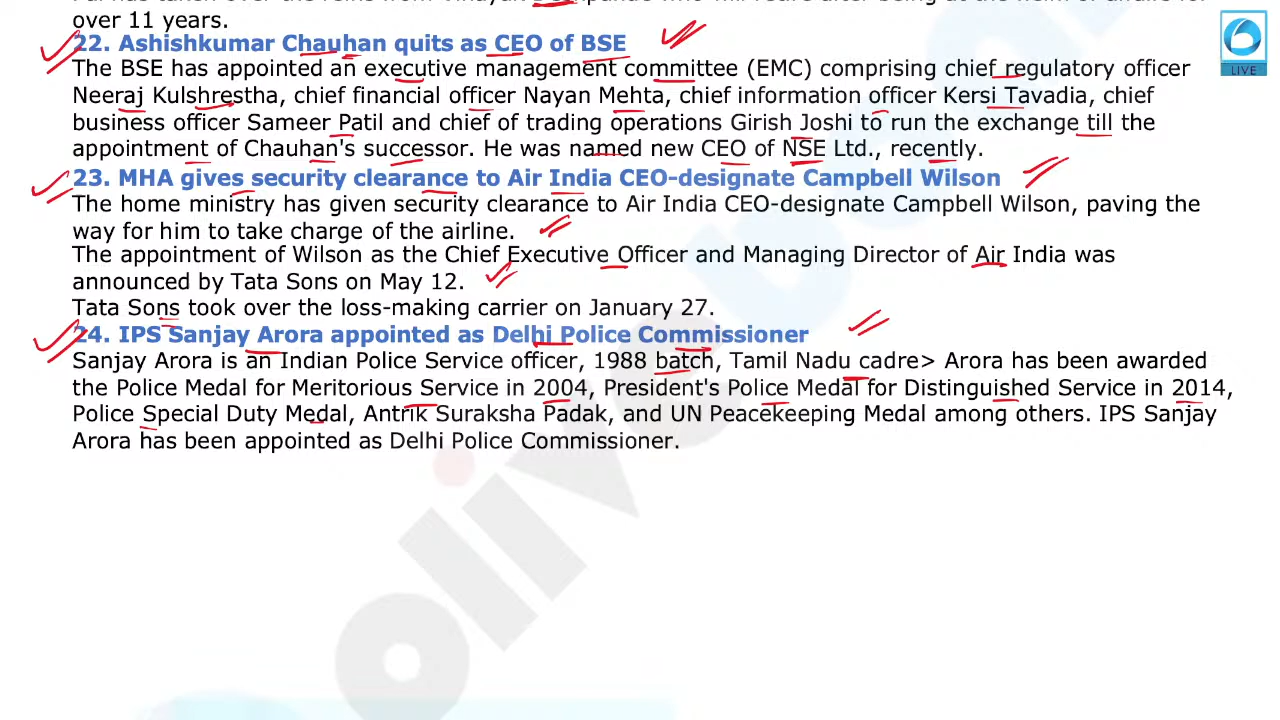 over 11 years.
22. Ashishkumar Chauhan quits as CEO of BSE
The BSE has appointed an executive management committee (EMC) comprising chief regulatory officer
Neeraj Kulshrestha, chief financial officer Nayan Mehta, chief information officer Kersi Tavadia, chief
business officer Sameer Patil and chief of trading operations Girish Joshi to run the exchange till the
appointment of Chauhan's successor. He was named new CEO of NSE Ltd., recently.
23. MHA gives security clearance to Air India CEO-designate Campbell Wilson
The home ministry has given security clearance to Air India CEO-designate Campbell Wilson, paving the
way for him to take charge of the airline.
The appointment of Wilson as the Chief Executive Officer and Managing Director of Air India was
announced by Tata Sons on May 12.
Tata Sons took over the loss-making carrier on January 27.
24. IPS Sanjay Arora appointed as Delhi Police Commissioner
Sanjay Arora is an Indian Police Service officer, 1988 batch, Tamil Nadu cadre> Arora has been awarded
the Police Medal for Meritorious Service in 2004, President's Police Medal for Distinguished Service in 2014,
Police Special Duty Medal, Antrik Suraksha Padak, and UN Peacekeeping Medal among others. IPS Sanjay
Arora has been appointed as Delhi Police Commissioner.
LIVE